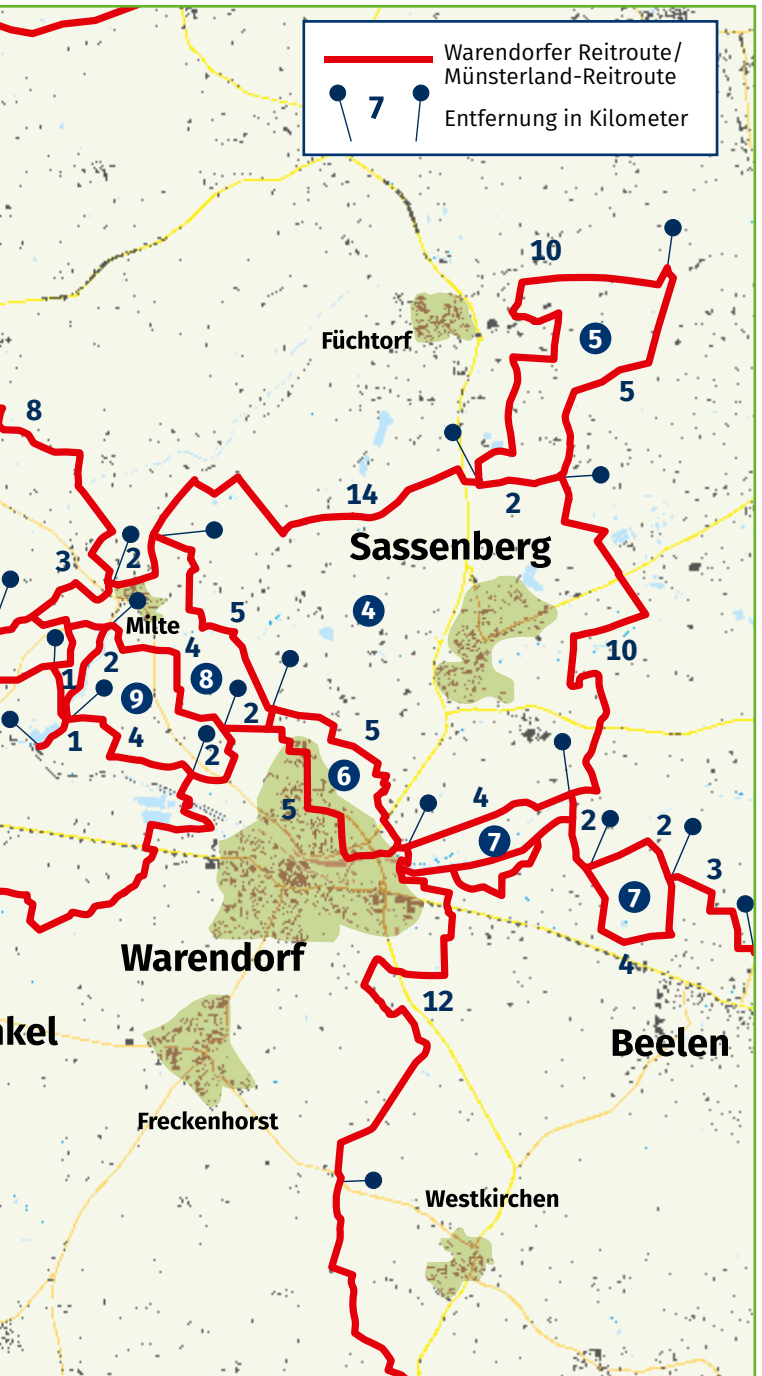 Warendorfer Reitroute/
Münsterland-Reitroute
7
Entfernung in Kilometer
10
Füchtorf
5
5
8
14
2
Sassenberg
3
2
4
Milte
5
4
10
2
8
1
9
2
5
1
4
2
6
5
4
7
2
2
3
7
Warendorf
4
12
nkel
Beelen
Freckenhorst
Westkirchen